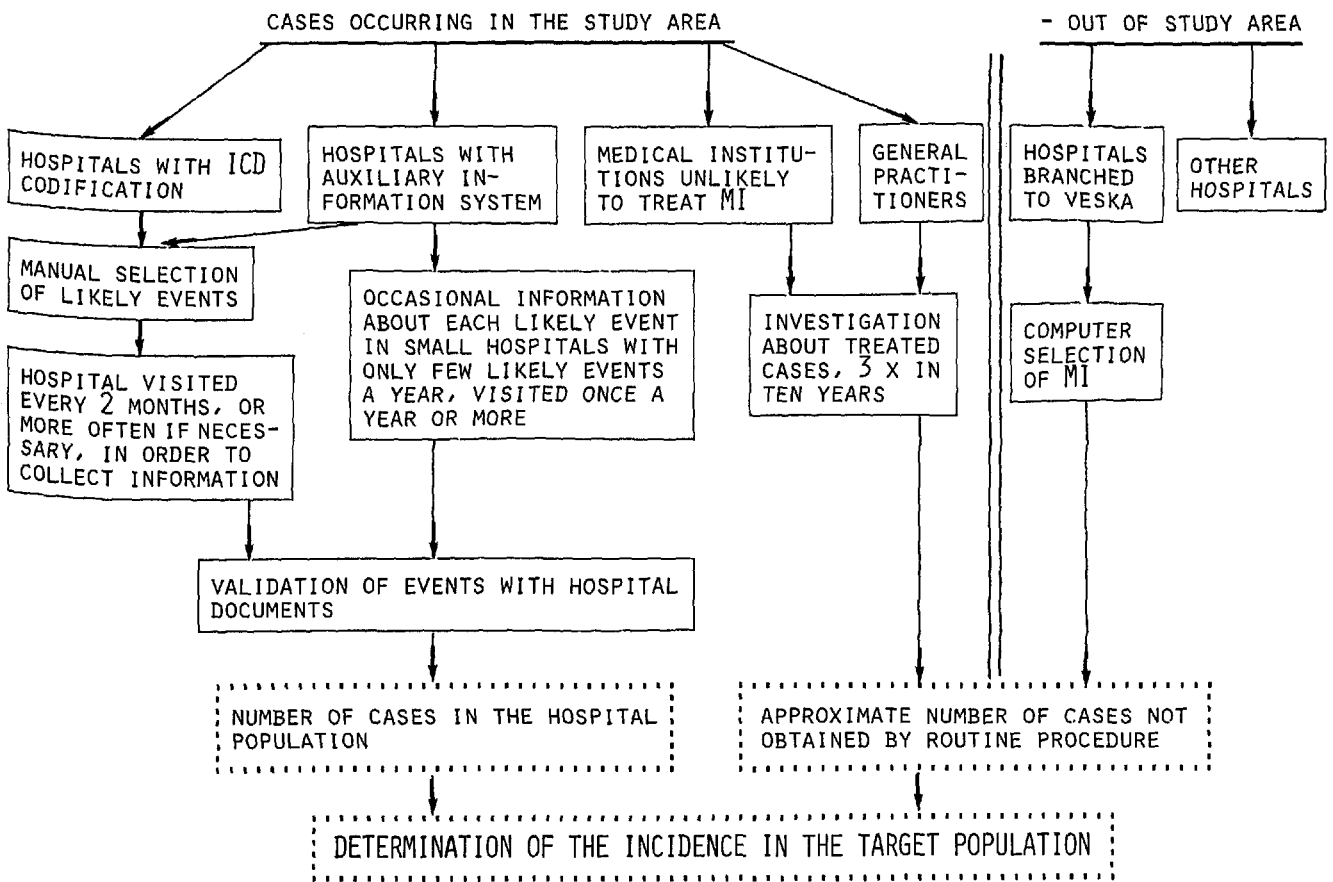 CASES OCCURRING IN THE STUDY AREA
- OUT OF STUDY AREA
HOSPITALS WITH ICD
CODIFICATION
HOSPITALS WITH
AUXILIARY IN-
FORMATION SYSTEM
MEDICAL INSTITU-
TIONS UNLIKELY
TO TREAT MI
GENERAL
PRACTI-
TIONERS
HOSPITALS
BRANCHED
TO VESKA
OTHER
HOSPITALS
MANUAL SELECTION
OF LIKELY EVENTS
OCCASIONAL INFORMATION
ABOUT EACH LIKELY EVENT
IN SMALL HOSPITALS WITH
ONLY FEW LIKELY EVENTS
A YEAR, VISITED ONCE A
YEAR OR MORE
INVESTIGATION
ABOUT TREATED
CASES, 3 X IN
TEN YEARS
COMPUTER
SELECTION
OF MI
HOSPITAL VISITED
EVERY 2 MONTHS, OR
MORE OFTEN IF NECES-
SARY, IN ORDER TO
COLLECT INFORMATION
VALIDATION OF EVENTS WITH HOSPITAL
DOCUMENTS
NUMBER OF CASES IN THE HOSPITAL
POPULATION
APPROXIMATE NUMBER OF CASES NOT
OBTAINED BY ROUTINE PROCEDURE
DETERMINATION OF THE INCIDENCE IN THE TARGET POPULATION